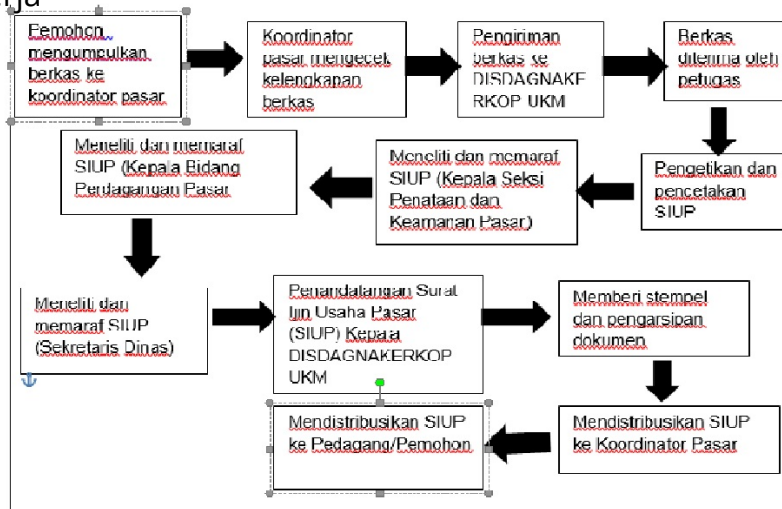 rja
Pemohon
mengumpulkan
berkas ke
koordinator pasar
Koordinator
pasar mengecek
kelengkapan
berkas
Pengiriman
berkas ke
DISDAGNAKE
RKOP UKM
Berkas
diterima oleh
petugas
Pengetikan dan
pencetakan
SIUP
Meneliti dan memaraf
SIUP (Kepala Seksi
Penataan dan
Keamanan Pasar)
Meneliti dan memaraf
SIUP (Kepala Bidang
Perdagangan Pasar
Meneliti dan
memaraf SIUP
(Sekretaris Dinas)
Penandatangan Surat
Ijin Usaha Pasar
(SIUP) Kepala
DISDAGNAKERKOP
UKM
Memberi stempel
dan pengarsipan
dokumen
Mendistribusikan SIUP
ke Koordinator Pasar
Mendistribusikan SIUP
ke Pedagang/Pemohon